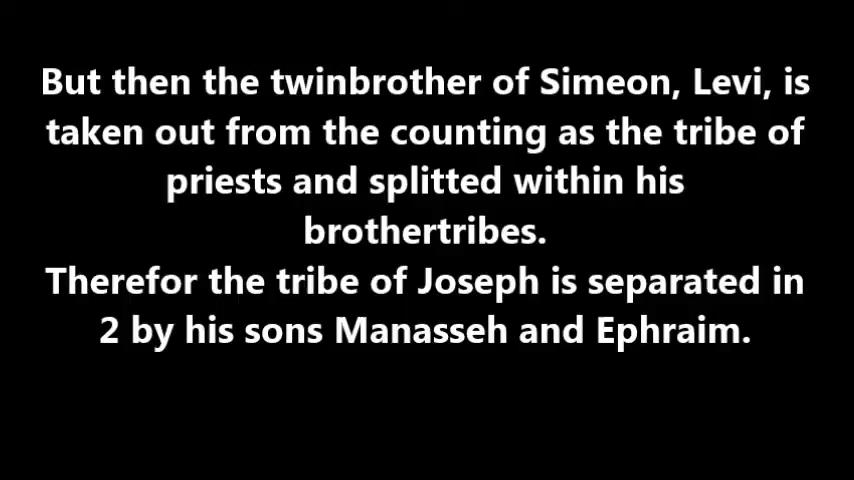 But then the twinbrother of Simeon, Levi, is
taken out from the counting as the tribe of
priests and splitted within his
brothertribes.
Therefor the tribe of Joseph is separated in
2 by his sons Manasseh and Ephraim.